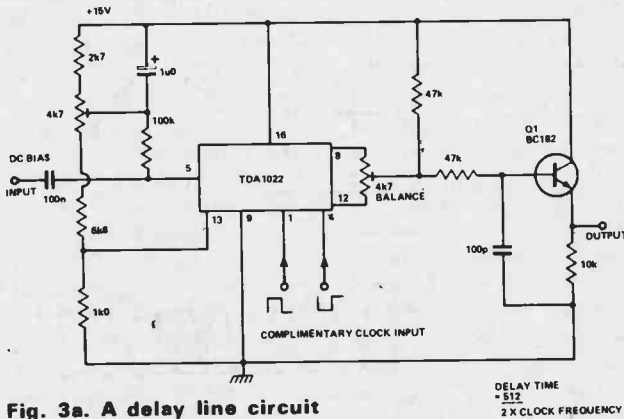 +15V
2k7
+
1u0
4k7
100k
47k
Q1
BC182
DC BIAS
INPUT
100n
5
16
TDA1022
8
12
4k7
BALANCE
47k
13
9
1
4
6k8
100p
OUTPUT
10k
1k0
COMPLIMENTARY CLOCK INPUT
Fig. 3a. A delay line circuit
DELAY TIME
= 512
2 X CLOCK FREQUENCY